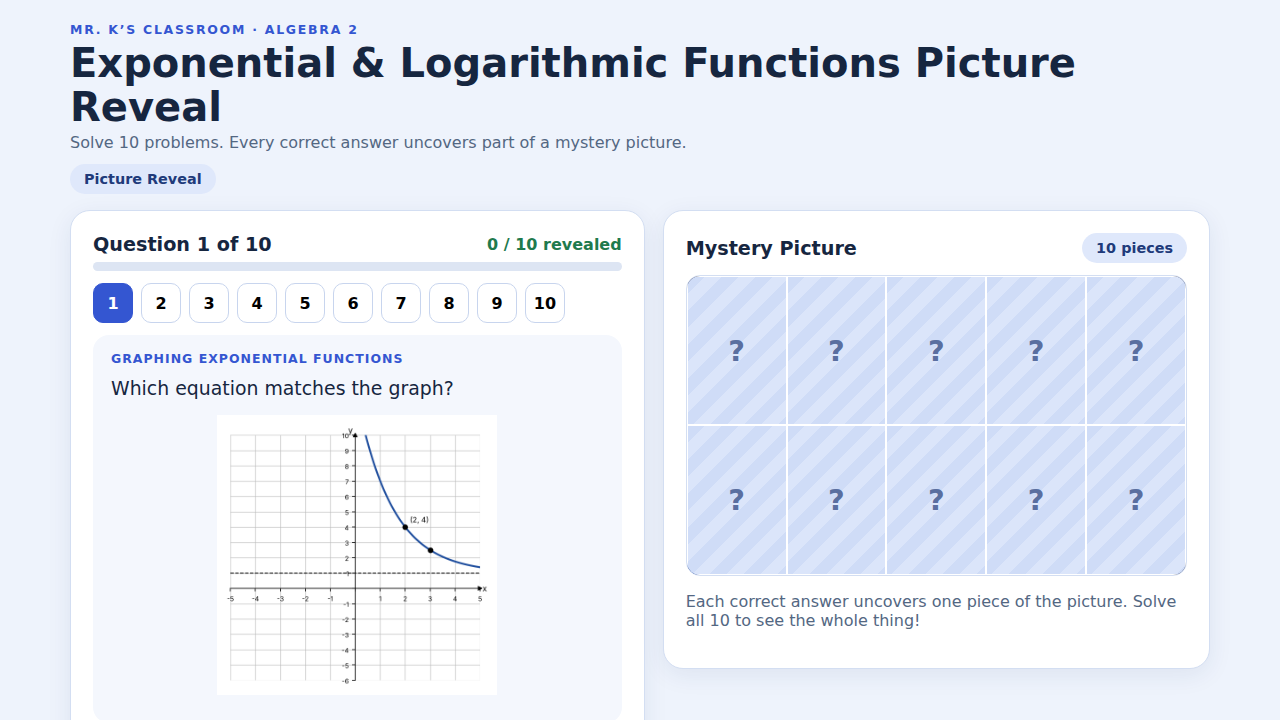 MR. K’S CLASSROOM · ALGEBRA 2
Exponential & Logarithmic Functions Picture
Reveal
Solve 10 problems. Every correct answer uncovers part of a mystery picture.
Picture Reveal
Question 1 of 10
0 / 10 revealed
1 2 3 4 5 6 7 8 9 10
GRAPHING EXPONENTIAL FUNCTIONS
Which equation matches the graph?
y
10
9
8
7
6
5
(2, 4)
4
3
2
1
x
-5 -4 -3 -2 -1 1 2 3 4 5
-1
-2
-3
-4
-5
-6
Mystery Picture
10 pieces
? ? ? ? ?
? ? ? ? ?
Each correct answer uncovers one piece of the picture. Solve
all 10 to see the whole thing!